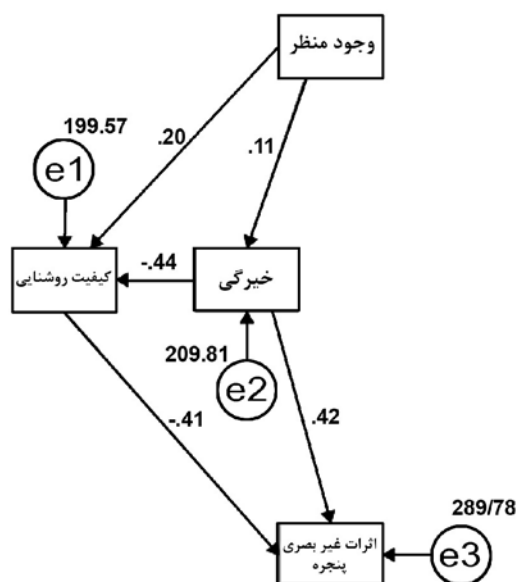 وجود منظر
199.57
e1
.20
.11
کیفیت روشنایی
-.44
خیرگی
209.81
e2
-.41
.42
اثرات غیر بصری
پنجره
289/78
e3